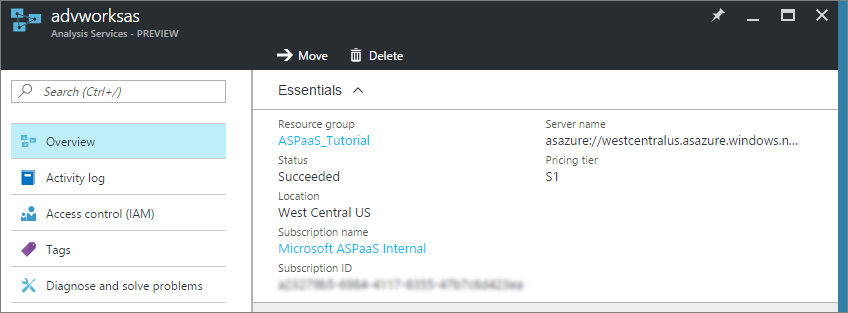 advworksas
Analysis Services - PREVIEW
Move
Delete
Search (Ctrl+/)
Overview
Activity log
Access control (IAM)
Tags
Diagnose and solve problems
Essentials
Resource group
ASPaaS_Tutorial
Status
Succeeded
Location
West Central US
Subscription name
Microsoft ASPaaS Internal
Subscription ID
Server name
asazure://westcentralus.asazure.windows.n...
Pricing tier
S1